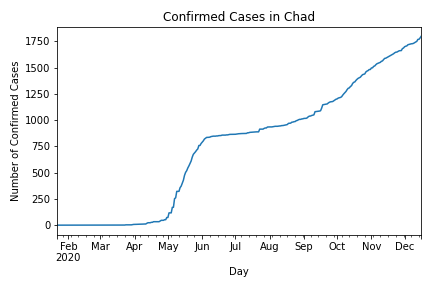 Confirmed Cases in Chad
Number of Confirmed Cases
1750
1500
1250
1000
750
500
250
0
Feb Mar Apr May Jun Jul Aug Sep Oct Nov Dec
2020
Day